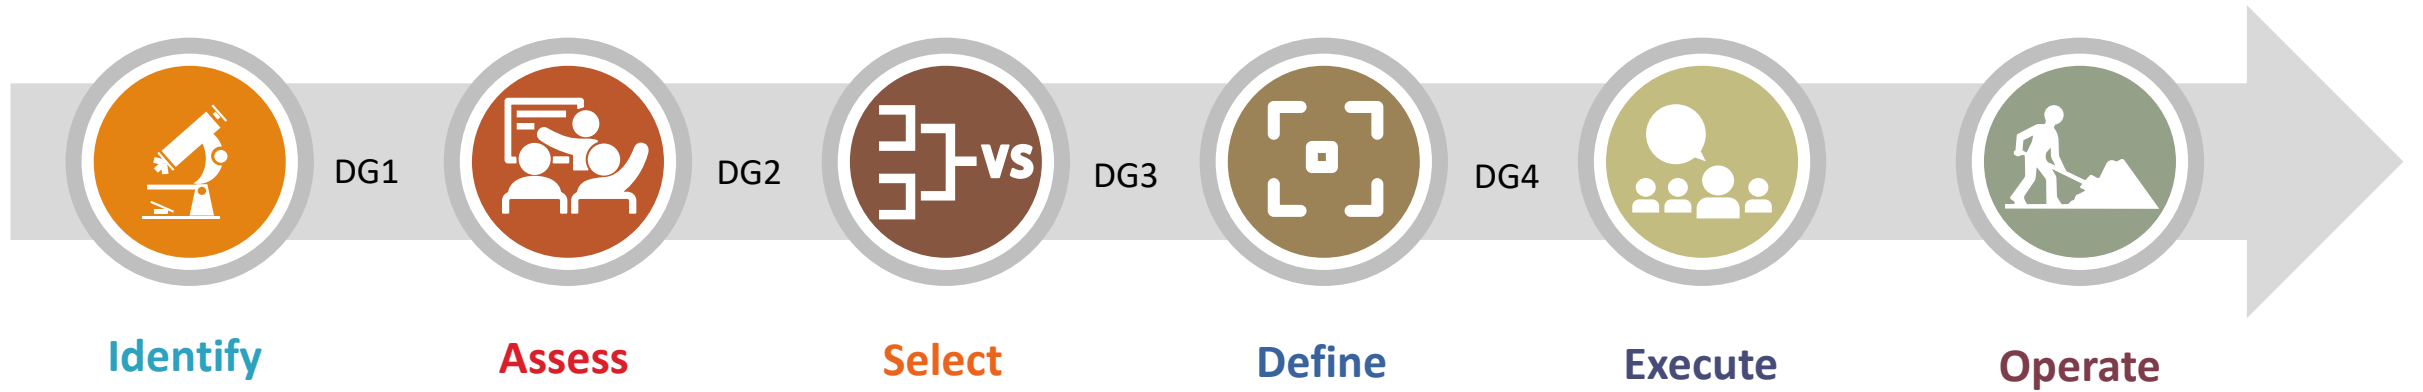 DG1
DG2
VS
DG3
DG4
Identify
Assess
Select
Define
Execute
Operate